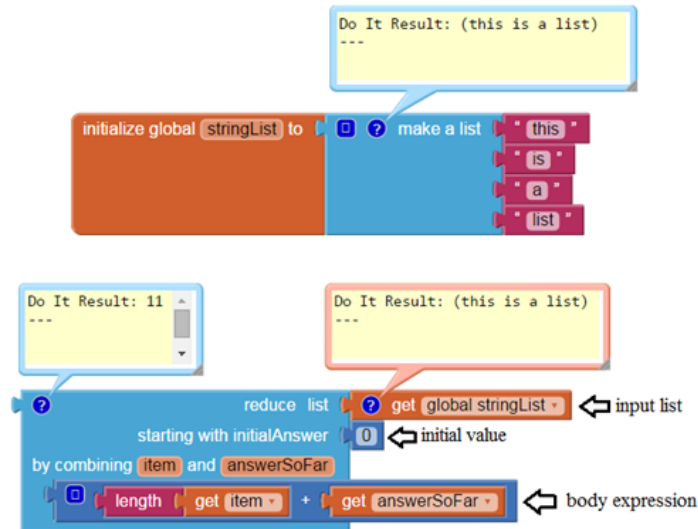 Do It Result: (this is a list)
---
initialize global stringList to ? make a list " this "
" is "
" a "
" list "
Do It Result: 11
---
Do It Result: (this is a list)
---
? reduce list ? get global stringList input list
starting with initialAnswer 0 initial value
by combining item and answerSoFar
length get item + get answerSoFar body expression